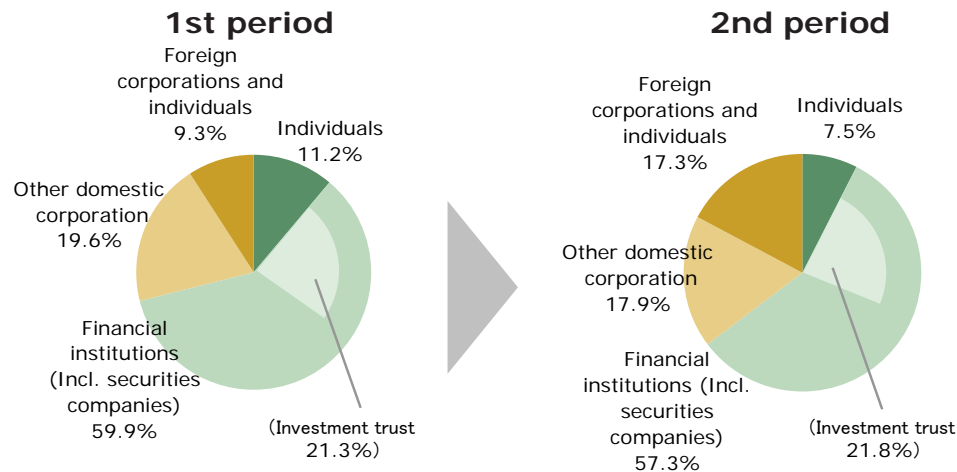 1st period
Foreign
corporations and
individuals
9.3%
Individuals
11.2%
Other domestic
corporation
19.6%
Financial
institutions
(Incl. securities
companies)
59.9%
(Investment trust
21.3%)
2nd period
Foreign
corporations and
individuals
17.3%
Individuals
7.5%
Other domestic
corporation
17.9%
Financial
institutions (Incl.
securities
companies)
57.3%
(Investment trust
21.8%)